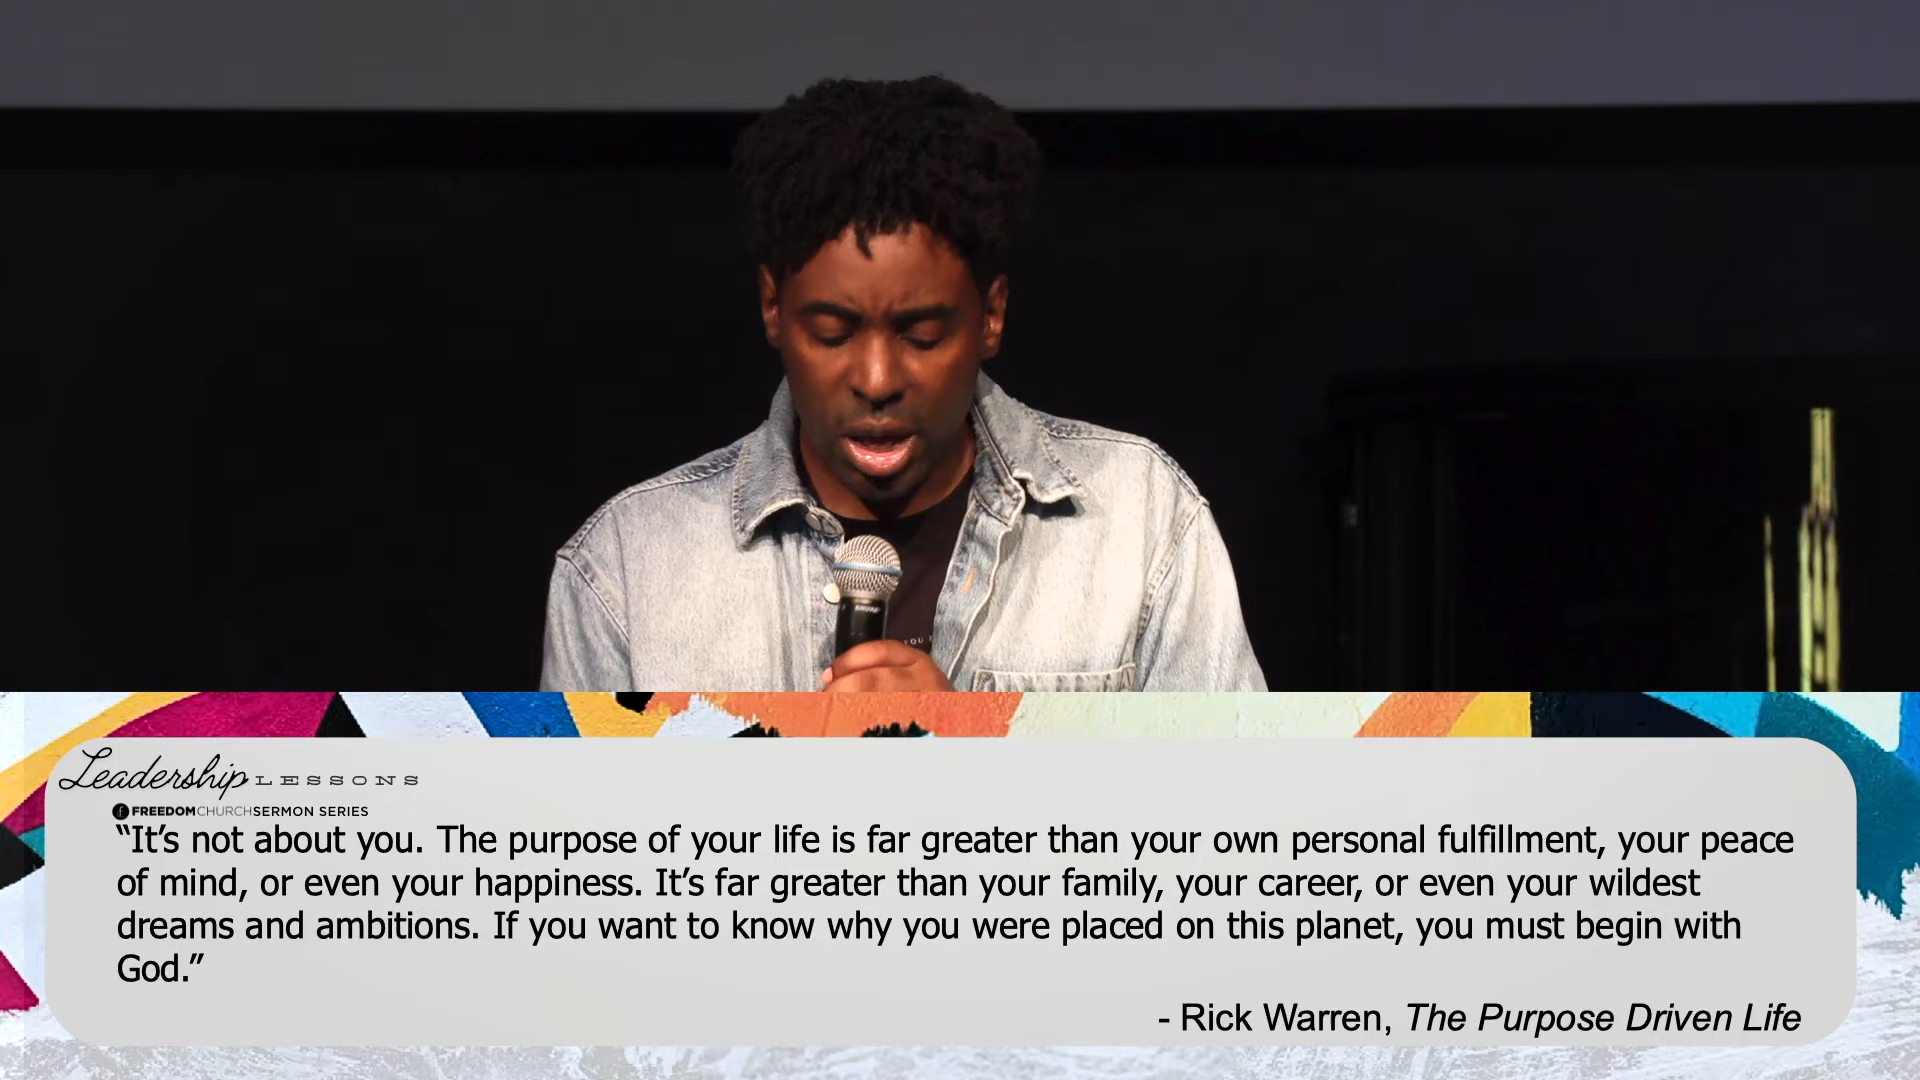 SHURE
YOU
Leadership LESSONS
f FREEDOMCHURCHSERMON SERIES
“It’s not about you. The purpose of your life is far greater than your own personal fulfillment, your peace
of mind, or even your happiness. It’s far greater than your family, your career, or even your wildest
dreams and ambitions. If you want to know why you were placed on this planet, you must begin with
God.”
- Rick Warren, The Purpose Driven Life